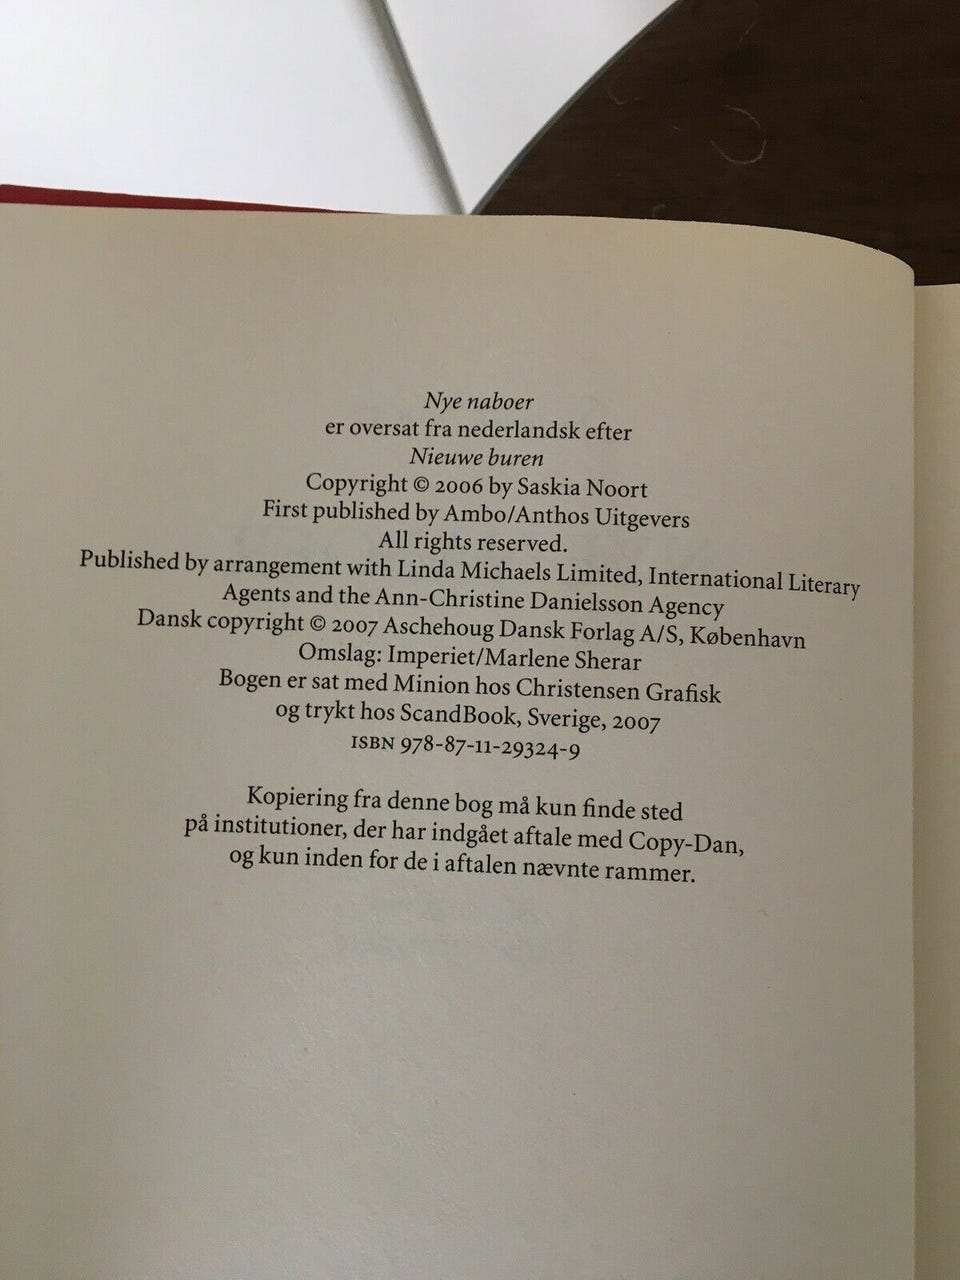 Nye naboer
er oversat fra nederlandsk efter
Nieuwe buren
Copyright © 2006 by Saskia Noort
First published by Ambo/Anthos Uitgevers
All rights reserved.
Published by arrangement with Linda Michaels Limited, International Literary
Agents and the Ann-Christine Danielsson Agency
Dansk copyright © 2007 Aschehoug Dansk Forlag A/S, København
Omslag: Imperiet/Marlene Sherar
Bogen er sat med Minion hos Christensen Grafisk
og trykt hos ScandBook, Sverige, 2007
ISBN 978-87-11-29324-9
Kopiering fra denne bog må kun finde sted
på institutioner, der har indgået aftale med Copy-Dan,
og kun inden for de i aftalen nævnte rammer.